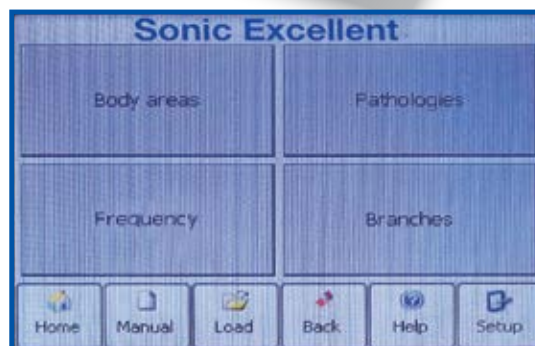 Sonic Excellent
Body areas Pathologies
Frequency Branches
Home Manual Load Back Help Setup